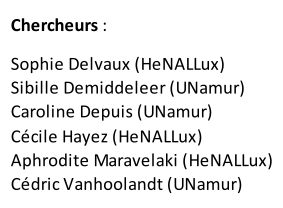 Chercheurs :
Sophie Delvaux (HeNALLux)
Sibille Demiddeleer (UNamur)
Caroline Depuis (UNamur)
Cécile Hayez (HeNALLux)
Aphrodite Maravelaki (HeNALLux)
Cédric Vanhoolandt (UNamur)